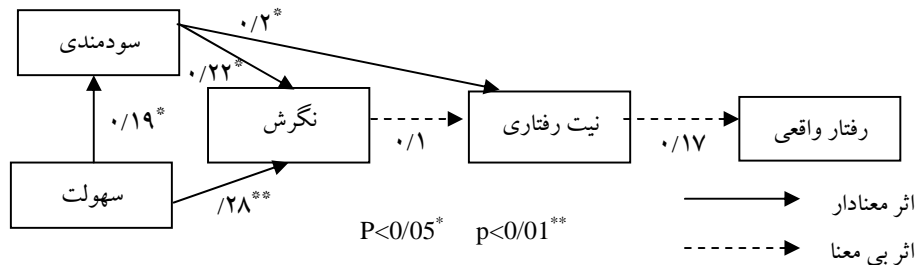 ۰/۲*
سودمندی
۰/۲۲*
۰/۱۹*
نگرش
نیت رفتاری
رفتار واقعی
۰/۱
۰/۱۷
سهولت
/۲۸**
P<0/05* p<0/01**
اثر معنادار
اثر بی معنا